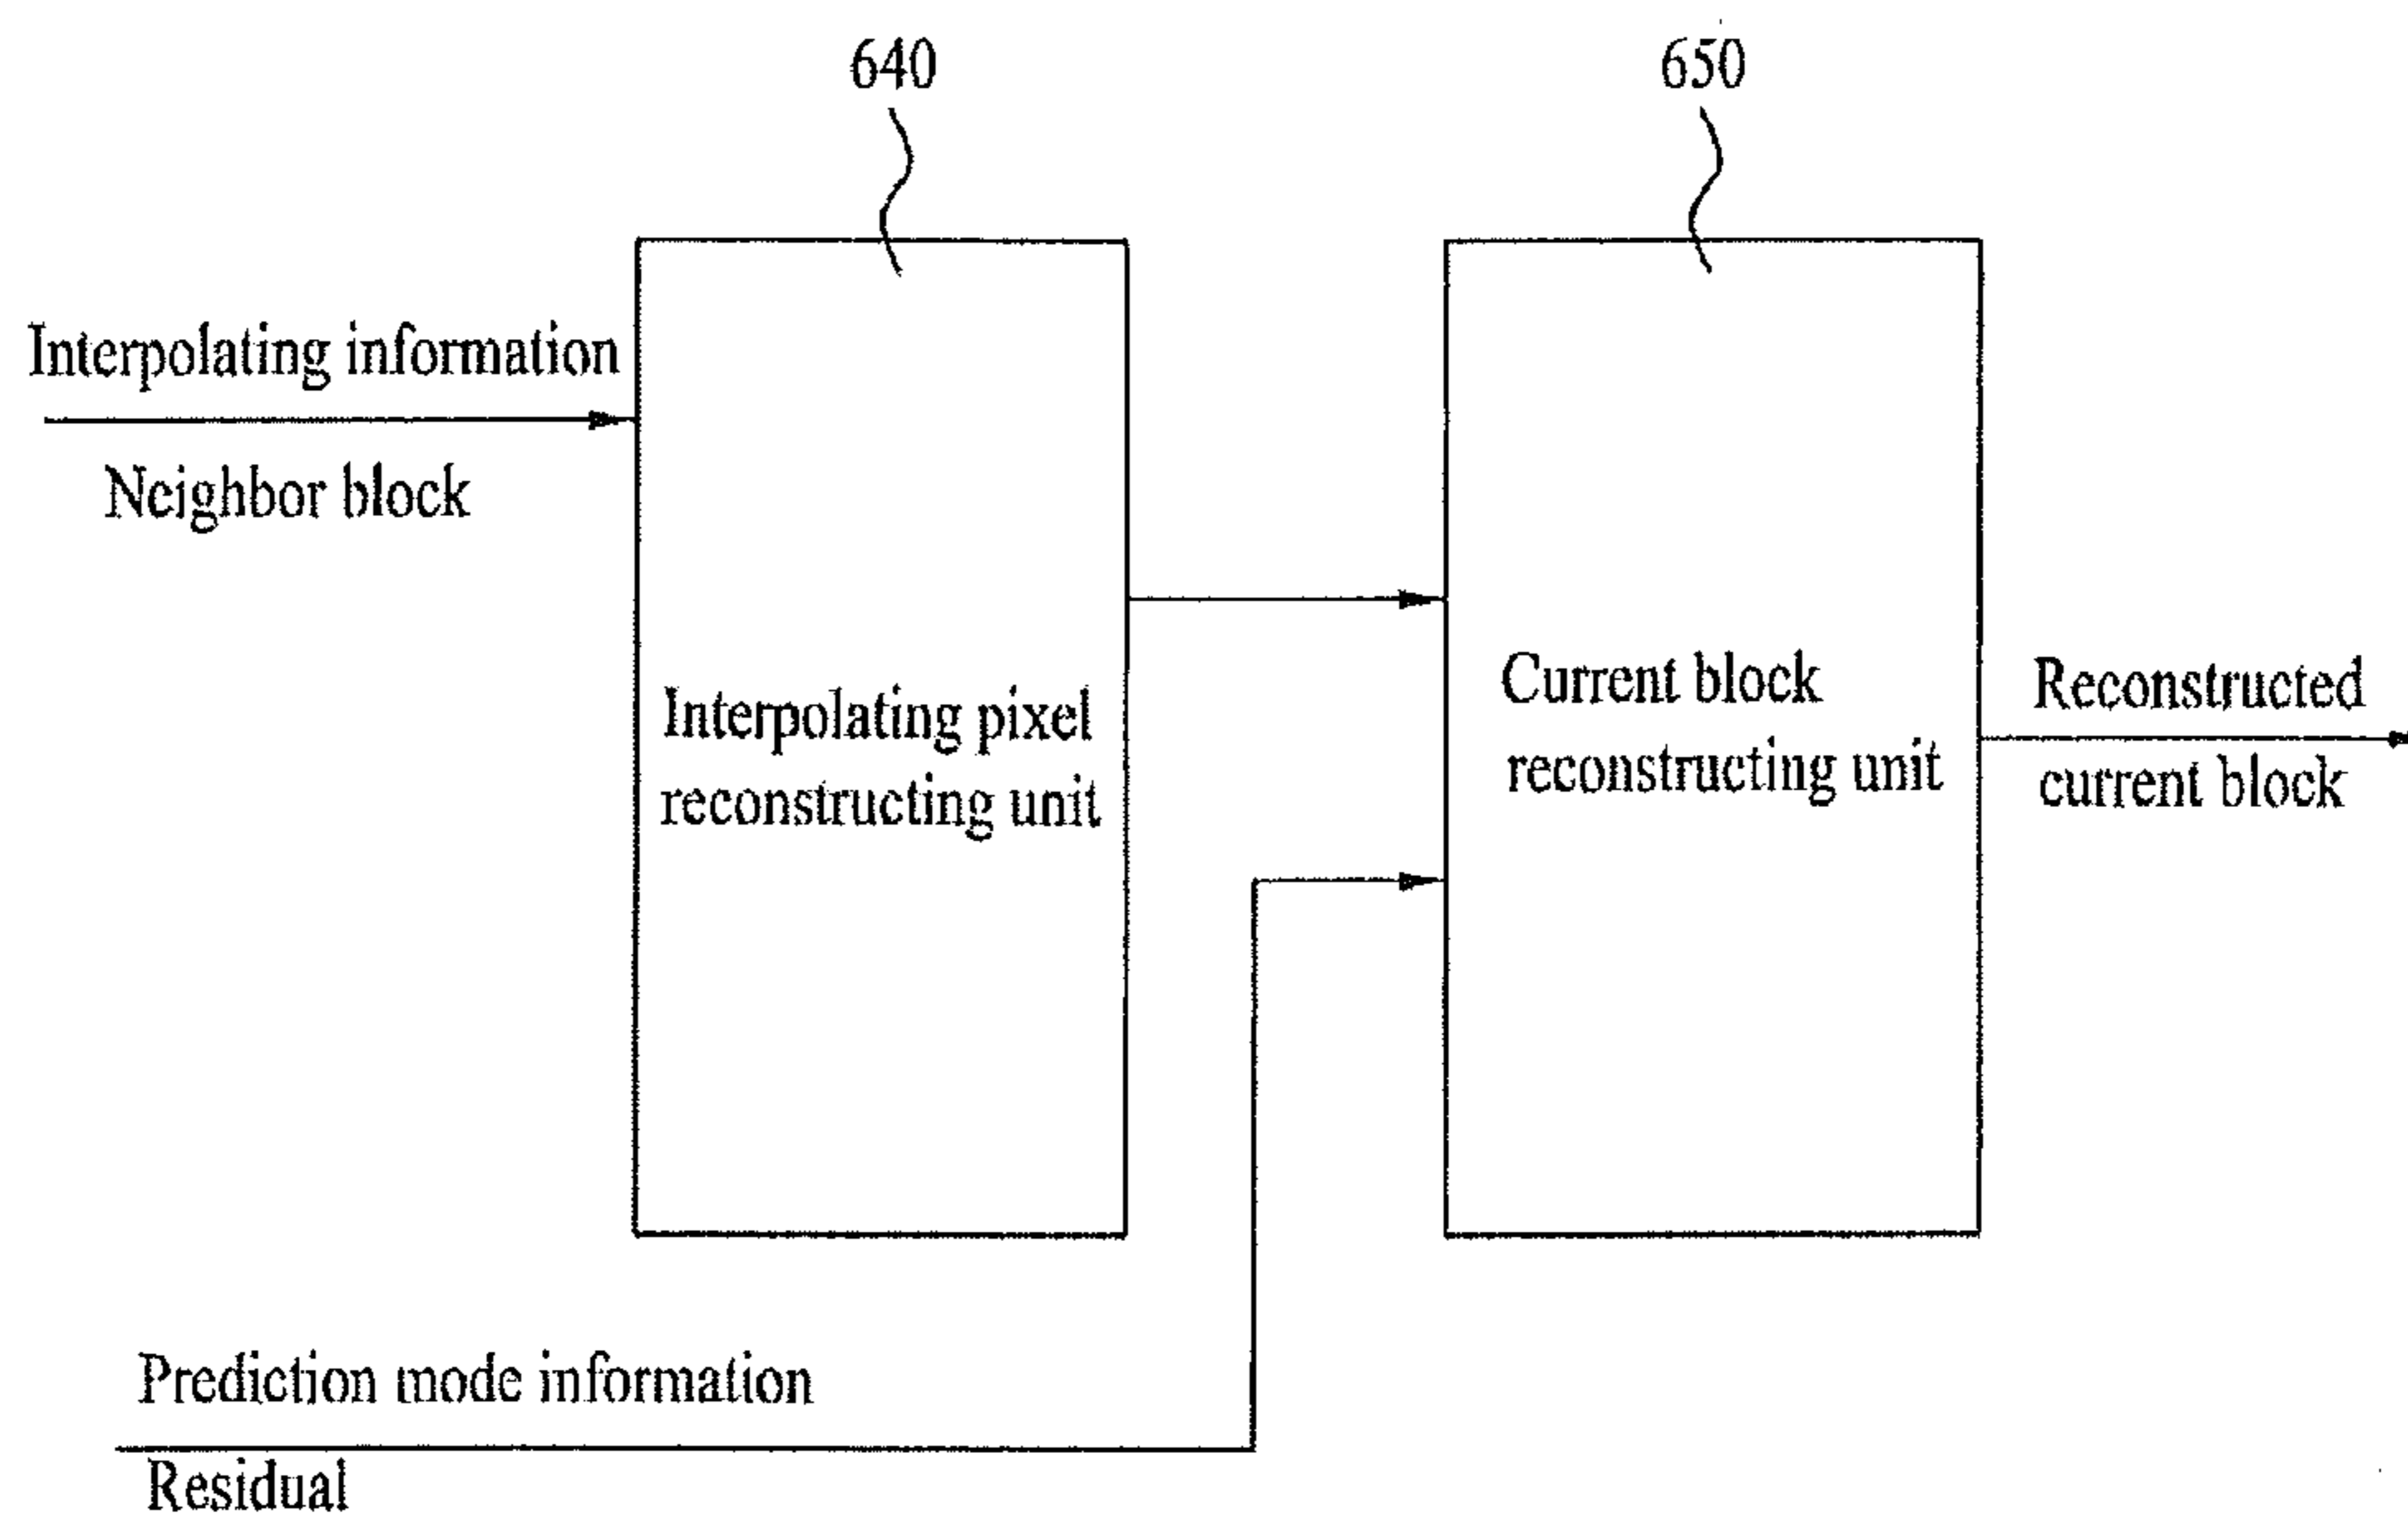 640
650
Interpolating information
Neighbor block
Interpolating pixel
reconstructing unit
Current block
reconstructing unit
Reconstructed
current block
Prediction mode information
Residual